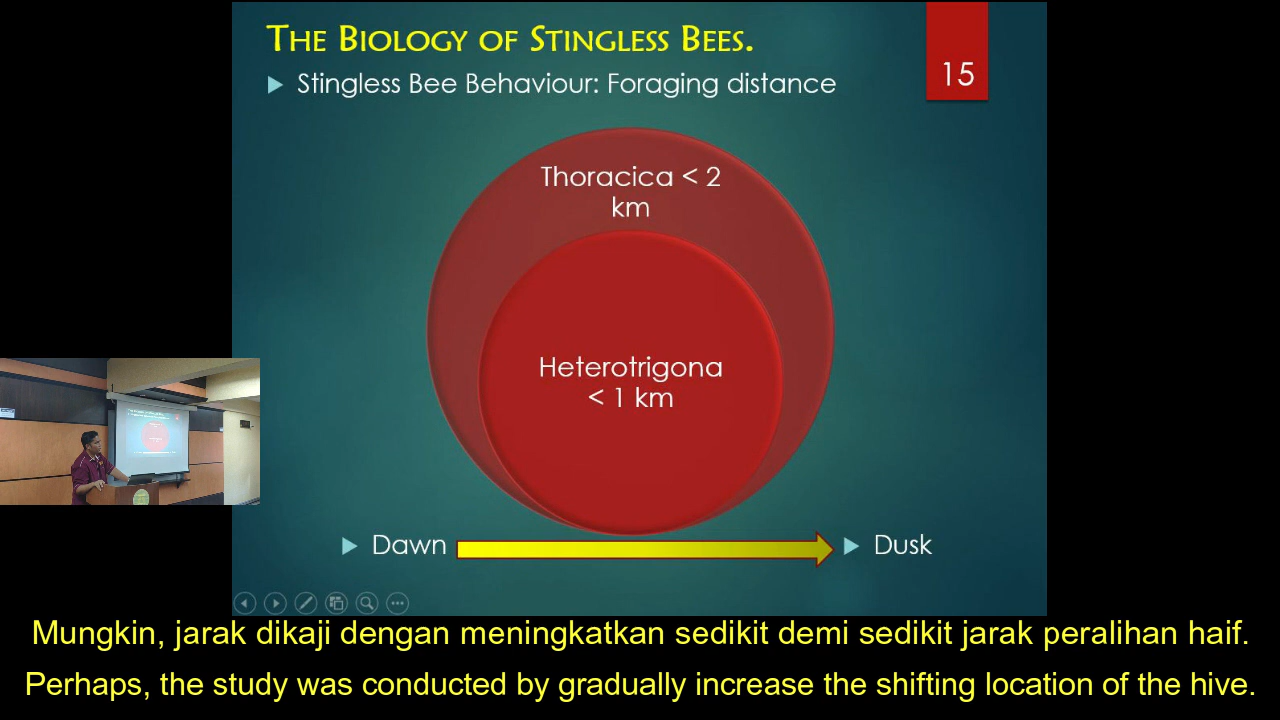 The Biology of Stingless Bees.
15
Stingless Bee Behaviour: Foraging distance
Thoracica < 2
km
Heterotrigona
< 1 km
Dawn
Dusk
Mungkin, jarak dikaji dengan meningkatkan sedikit demi sedikit jarak peralihan haif.
Perhaps, the study was conducted by gradually increase the shifting location of the hive.